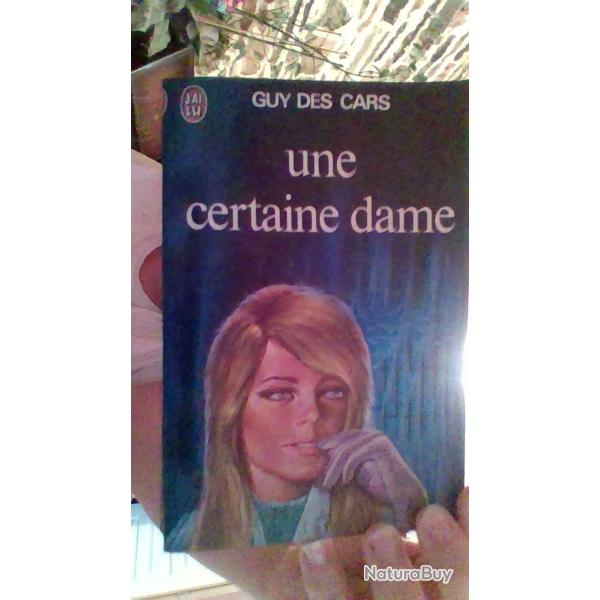 J'AI
LU
GUY DES CARS
une
certaine dame
NaturaBuy